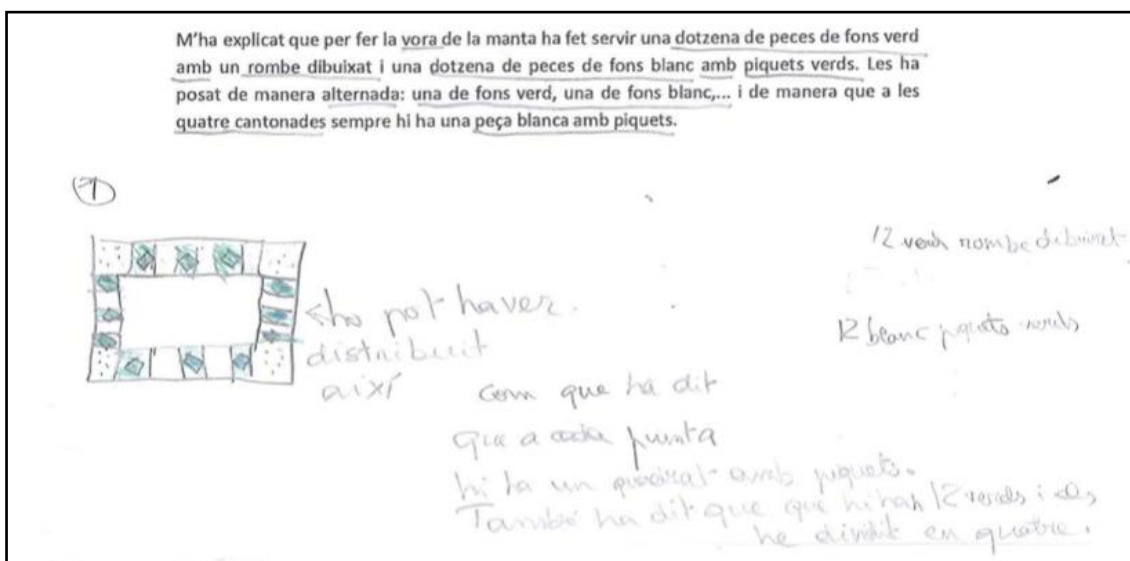 M'ha explicat que per fer la vora de la manta ha fet servir una dotzena de peces de fons verd
amb un rombe dibuixat i una dotzena de peces de fons blanc amb piquets verds. Les ha
posat de manera alternada: una de fons verd, una de fons blanc,... i de manera que a les
quatre cantonades sempre hi ha una peça blanca amb piquets.
1
12 verds rombe dibuixat
ho pot haver
distribuit
així
12 blanc piquets verds
com que ha dit
que a cada punta
hi ha un quadrat amb piquets.
També ha dit que que hi han 12 verds i els
he dividit en quatre.